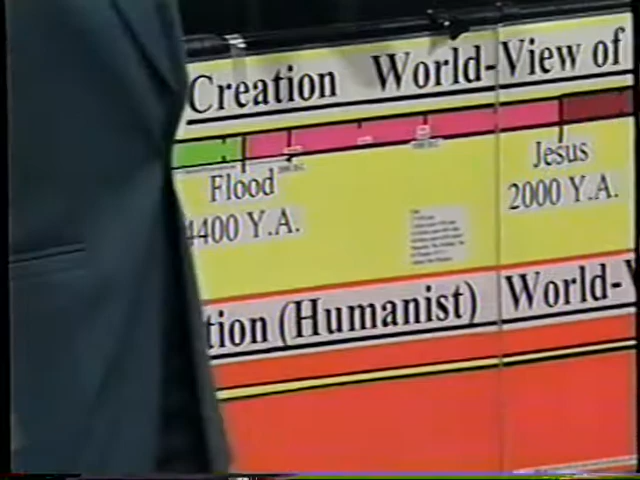 Creation World-View of
Flood
4400 Y.A.
Jesus
2000 Y.A.
tion (Humanist) World-